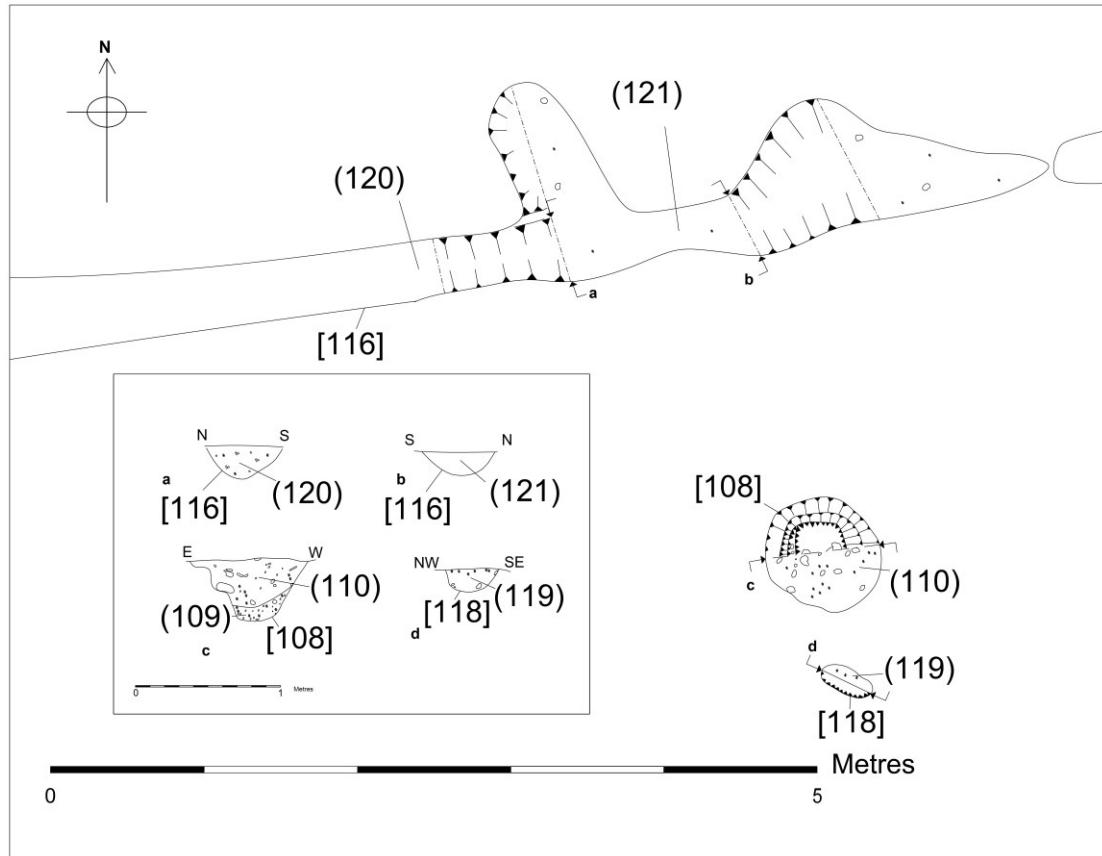 N
(121)
(120)
a
b
[116]
N S
S N
a
[116]
(120)
b
[116]
(121)
E W
NW SE
(110)
(119)
(109)
[118]
[108]
c
d
0 1 Metres
[108]
c
(110)
d
(119)
[118]
Metres
0 5